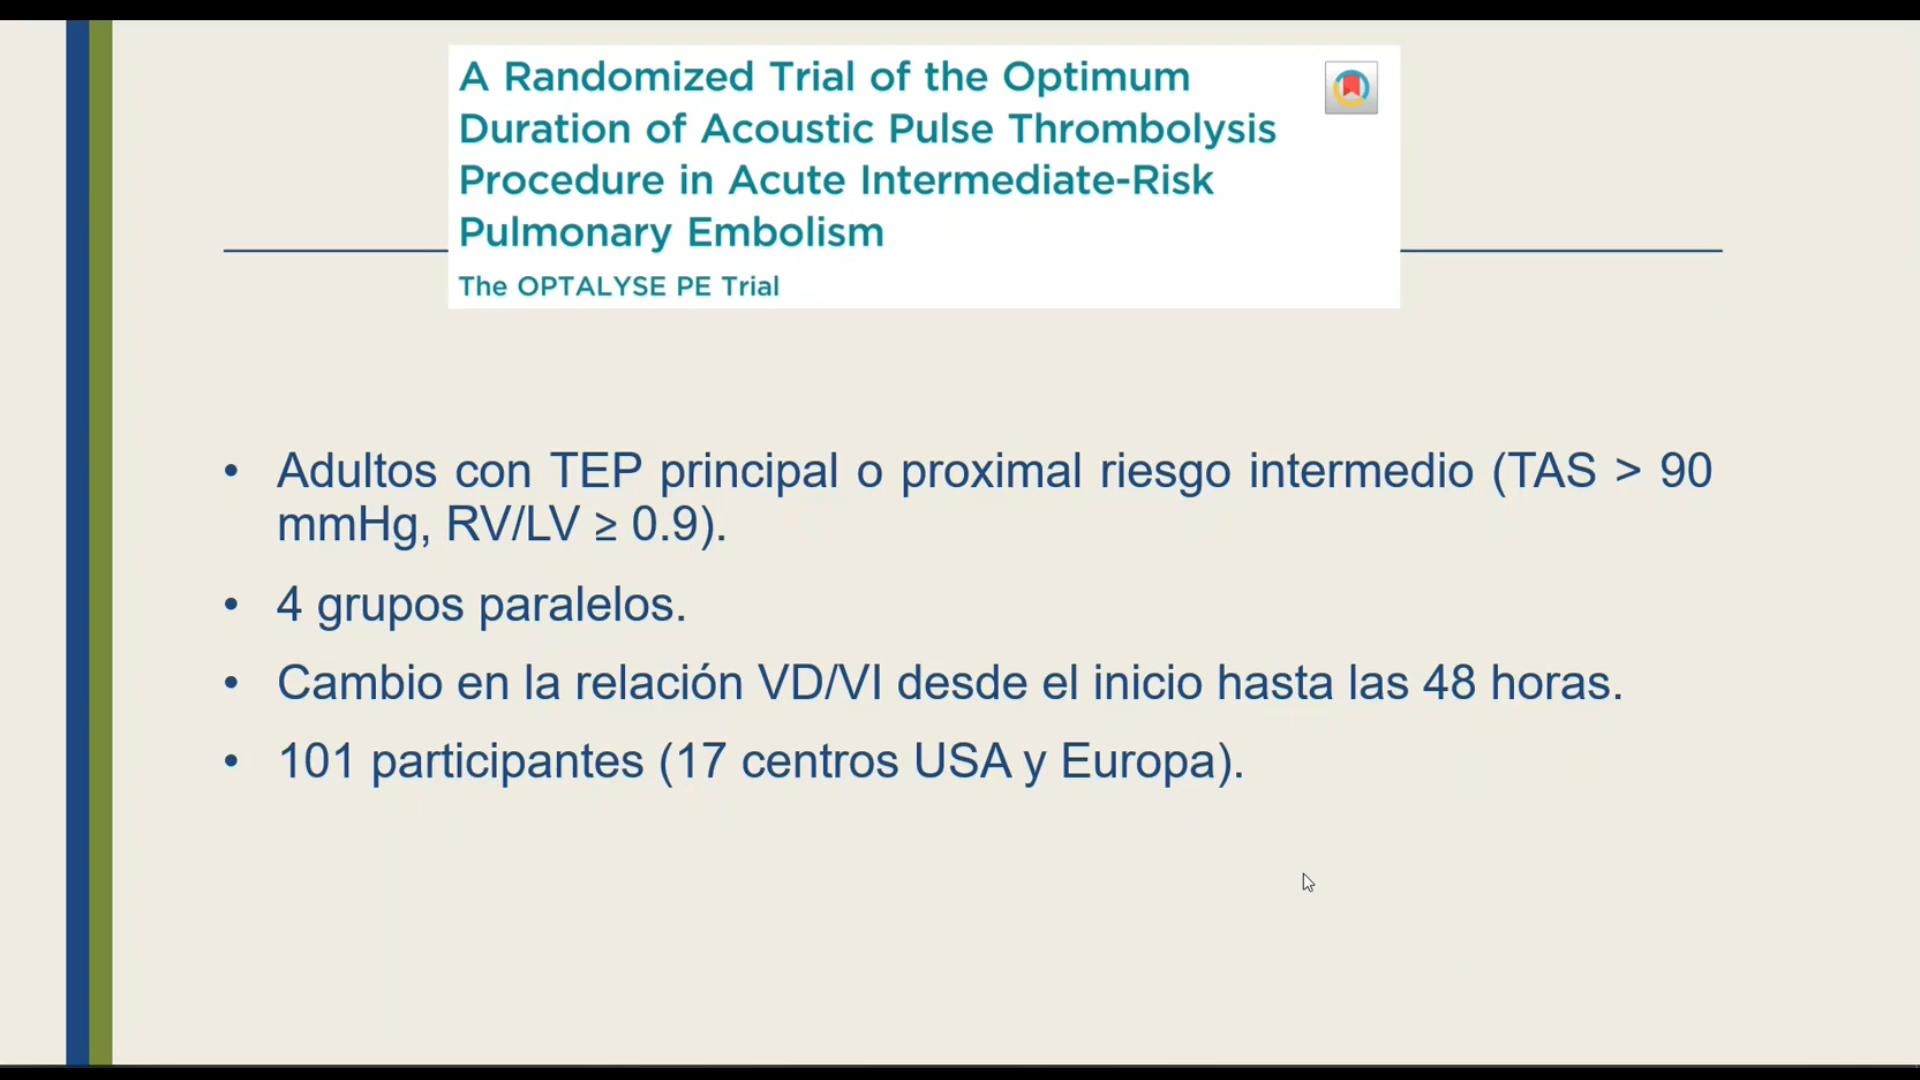 A Randomized Trial of the Optimum
Duration of Acoustic Pulse Thrombolysis
Procedure in Acute Intermediate-Risk
Pulmonary Embolism
The OPTALYSE PE Trial
• Adultos con TEP principal o proximal riesgo intermedio (TAS > 90
mmHg, RV/LV ≥ 0.9).
• 4 grupos paralelos.
• Cambio en la relación VD/VI desde el inicio hasta las 48 horas.
• 101 participantes (17 centros USA y Europa).